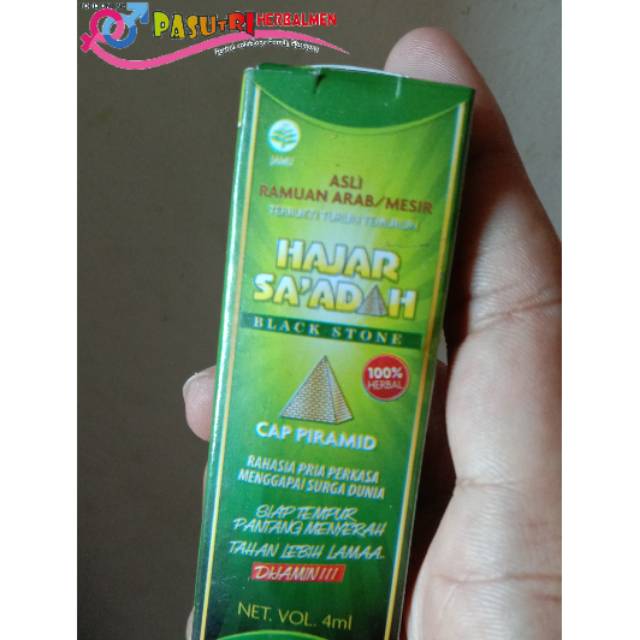 PASUTRI HERBALMEN
JAMU
ASLI
RAMUAN ARAB/MESIR
TERBUKTI TURUN TEMURUN
HAJAR
SA'ADAH
BLACK STONE
100%
HERBAL
CAP PIRAMID
RAHASIA PRIA PERKASA
MENGGAPAI SURGA DUNIA
SIAP TEMPUR
PANTANG MENYERAH
TAHAN LEBIH LAMAA..
DIJAMIN!!!
NET. VOL. 4ml